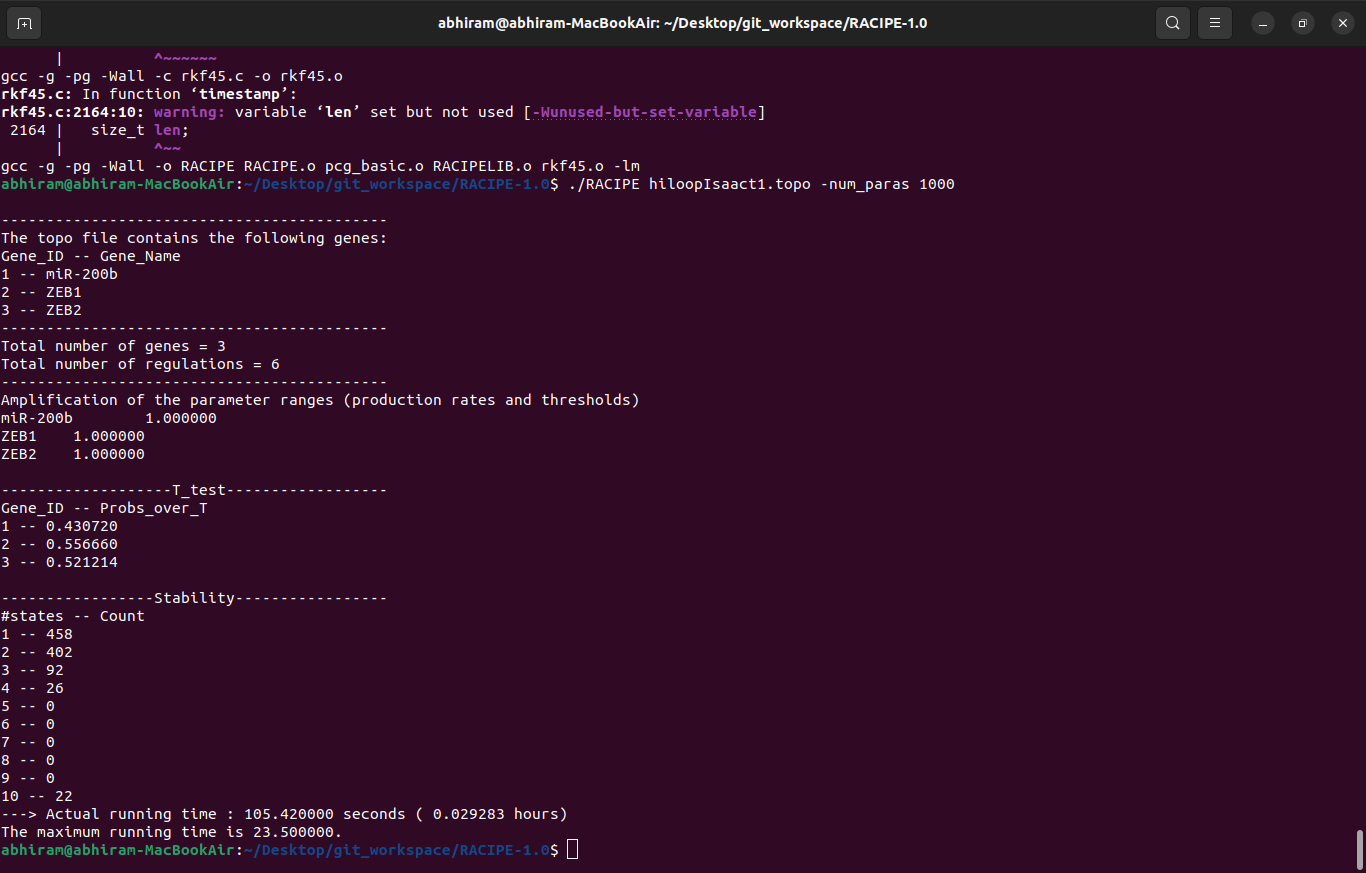 abhiram@abhiram-MacBookAir: ~/Desktop/git_workspace/RACIPE-1.0
      |          ^~~~~~~
gcc -g -pg -Wall -c rkf45.c -o rkf45.o
rkf45.c: In function ‘timestamp’:
rkf45.c:2164:10: warning: variable ‘len’ set but not used [-Wunused-but-set-variable]
 2164 |   size_t len;
      |          ^~~
gcc -g -pg -Wall -o RACIPE RACIPE.o pcg_basic.o RACIPELIB.o rkf45.o -lm
abhiram@abhiram-MacBookAir:~/Desktop/git_workspace/RACIPE-1.0$ ./RACIPE hiloopIsaact1.topo -num_paras 1000
-------------------------------------------
The topo file contains the following genes:
Gene_ID -- Gene_Name
1 -- miR-200b
2 -- ZEB1
3 -- ZEB2
-------------------------------------------
Total number of genes = 3
Total number of regulations = 6
-------------------------------------------
Amplification of the parameter ranges (production rates and thresholds)
miR-200b        1.000000
ZEB1    1.000000
ZEB2    1.000000
-------------------T_test------------------
Gene_ID -- Probs_over_T
1 -- 0.430720
2 -- 0.556660
3 -- 0.521214
-----------------Stability-----------------
#states -- Count
1 -- 458
2 -- 402
3 -- 92
4 -- 26
5 -- 0
6 -- 0
7 -- 0
8 -- 0
9 -- 0
10 -- 22
---> Actual running time : 105.420000 seconds ( 0.029283 hours)
The maximum running time is 23.500000.
abhiram@abhiram-MacBookAir:~/Desktop/git_workspace/RACIPE-1.0$